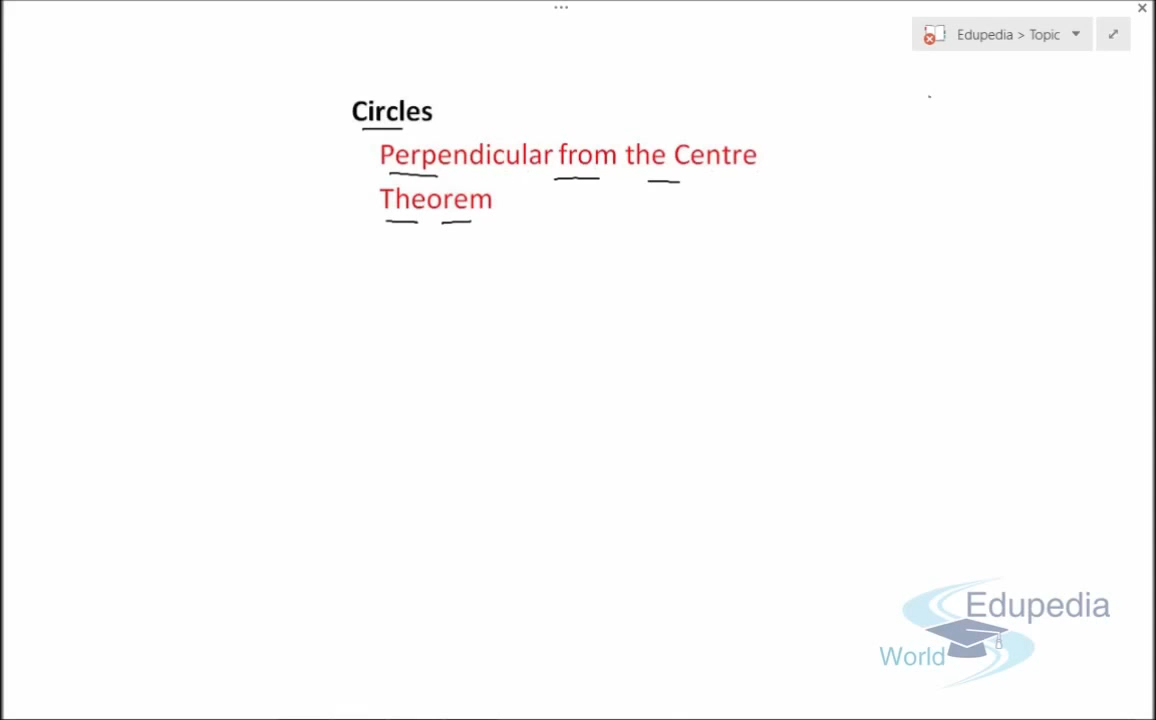 Edupedia > Topic
Circles
Perpendicular from the Centre
Theorem
Edupedia
World